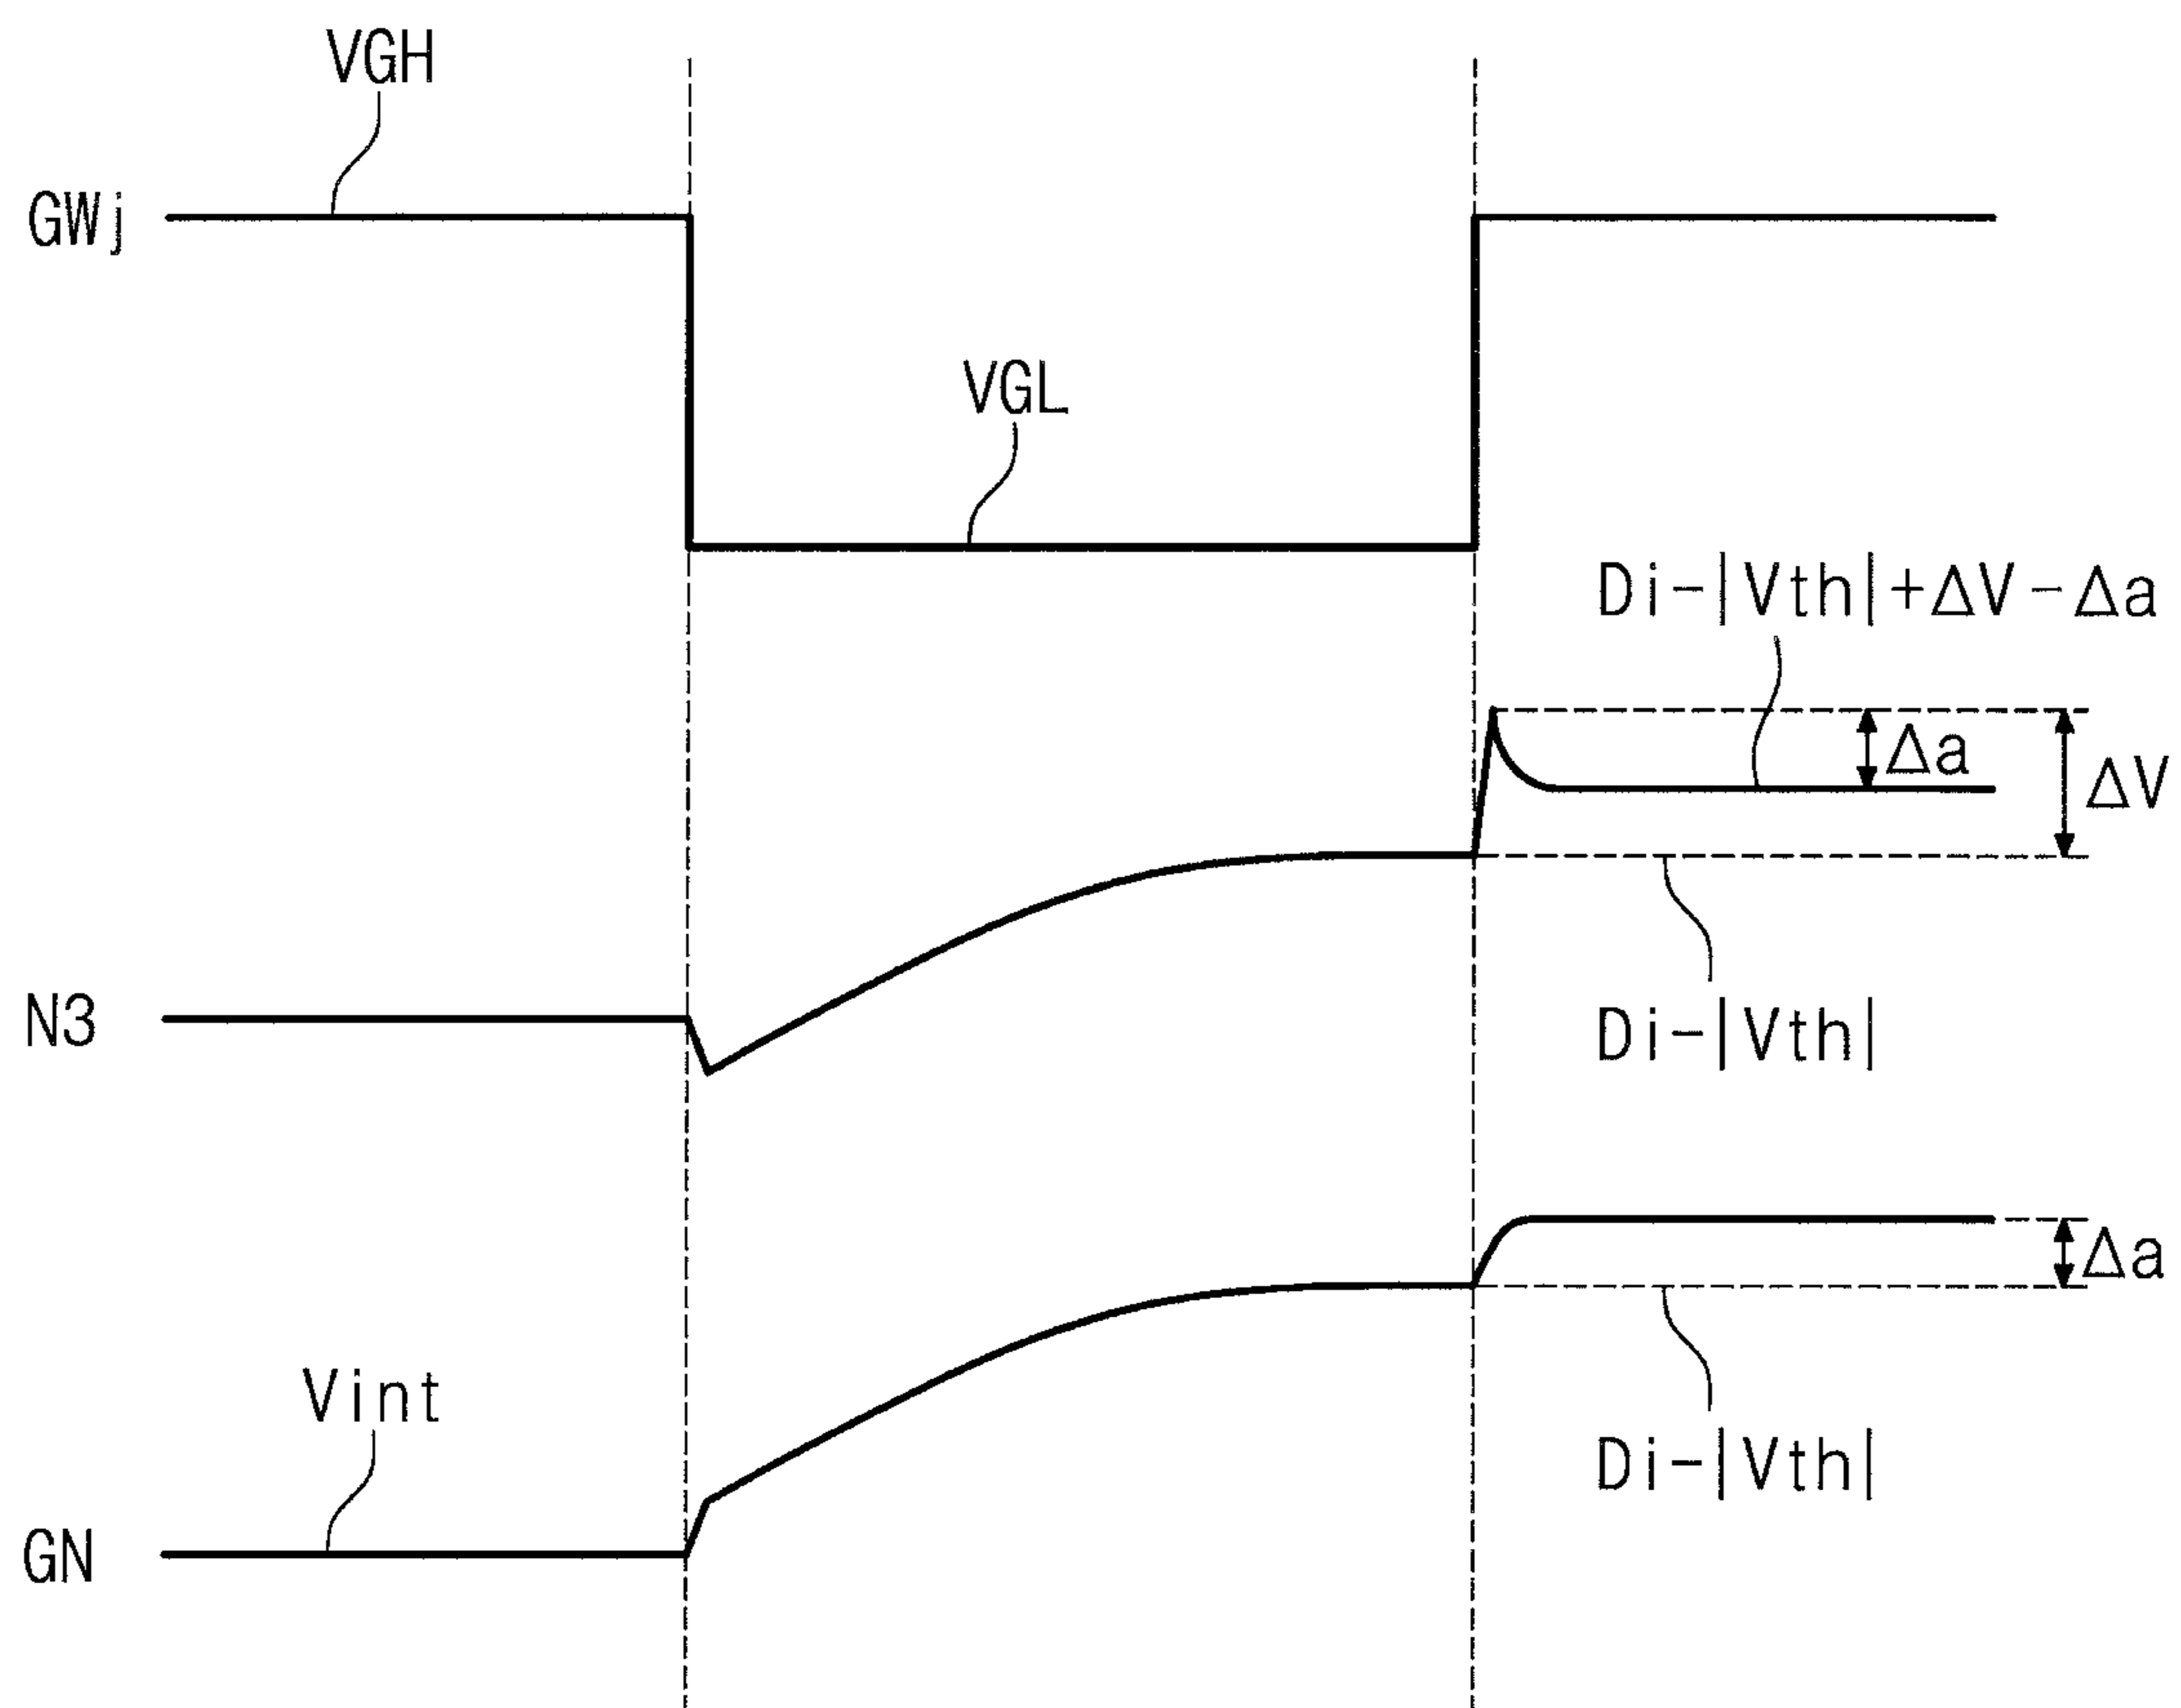 VGH
GWj
VGL
Di-|Vth|+ΔV-Δa
Δa
ΔV
N3
Di-|Vth|
Δa
Vint
Di-|Vth|
GN